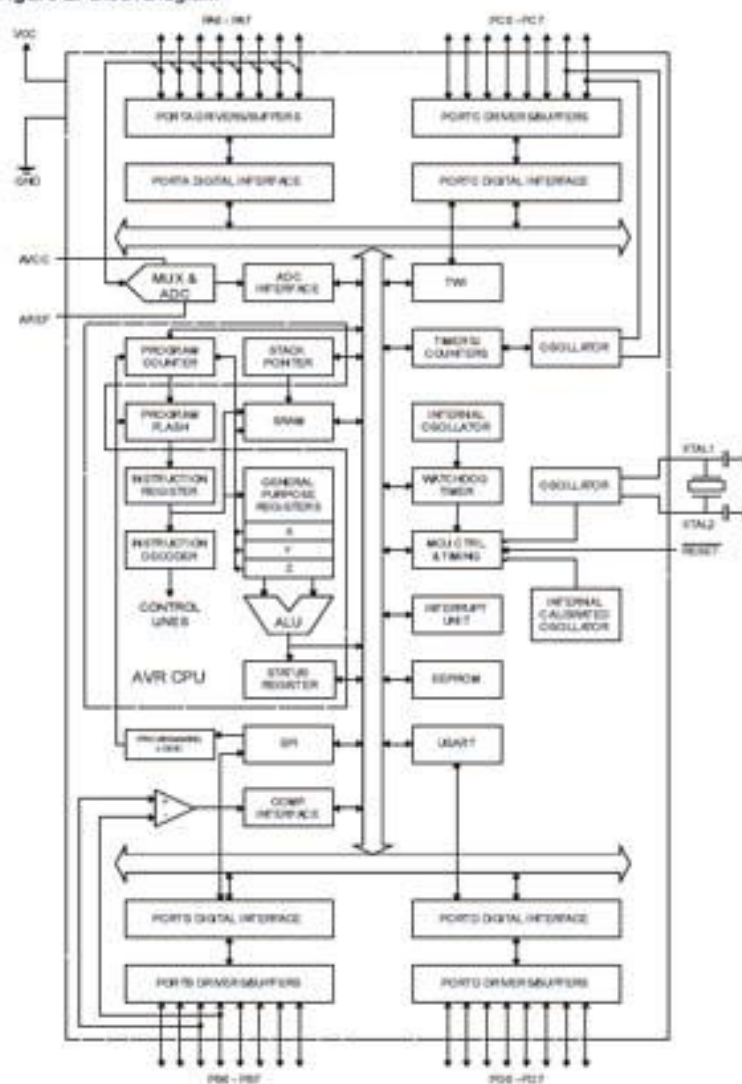 VCC
PA0 - PA7
PC0 - PC7
PORTA DRIVERS/BUFFERS
PORTC DRIVERS/BUFFERS
GND
PORTA DIGITAL INTERFACE
PORTC DIGITAL INTERFACE
AVCC
MUX &
ADC
ADC
INTERFACE
TWI
AREF
PROGRAM
COUNTER
STACK
POINTER
TIMERS/
COUNTERS
OSCILLATOR
PROGRAM
FLASH
SRAM
INTERNAL
OSCILLATOR
XTAL1
INSTRUCTION
REGISTER
GENERAL
PURPOSE
REGISTERS
WATCHDOG
TIMER
OSCILLATOR
X
XTAL2
INSTRUCTION
DECODER
Y
MCU CTRL
& TIMING
RESET
Z
CONTROL
LINES
ALU
INTERRUPT
UNIT
INTERNAL
CALIBRATED
OSCILLATOR
AVR CPU
STATUS
REGISTER
EEPROM
PROGRAMMING
LOGIC
SPI
USART
+
-
COMP.
INTERFACE
PORTB DIGITAL INTERFACE
PORTD DIGITAL INTERFACE
PORTB DRIVERS/BUFFERS
PORTD DRIVERS/BUFFERS
PB0 - PB7
PD0 - PD7